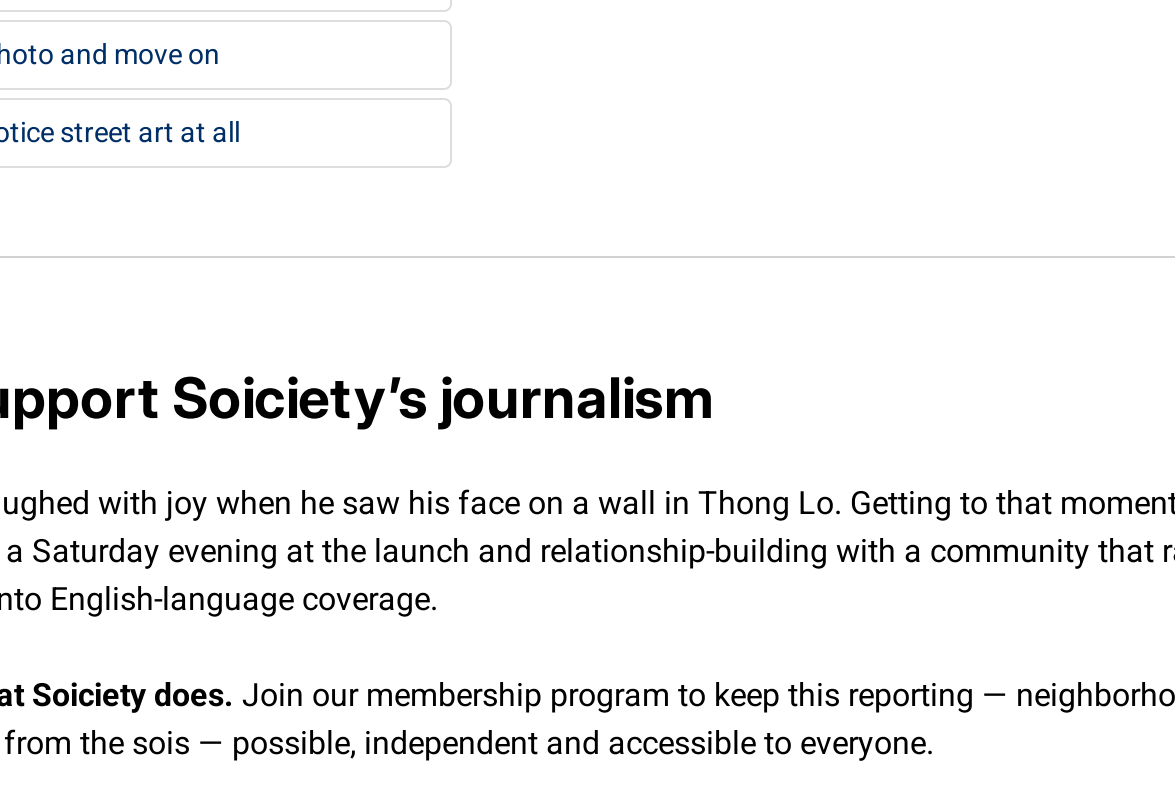 hoto and move on
otice street art at all
upport Soiciety’s journalism
ughed with joy when he saw his face on a wall in Thong Lo. Getting to that moment
a Saturday evening at the launch and relationship-building with a community that ra
nto English-language coverage.
at Soiciety does. Join our membership program to keep this reporting — neighborho
from the sois — possible, independent and accessible to everyone.